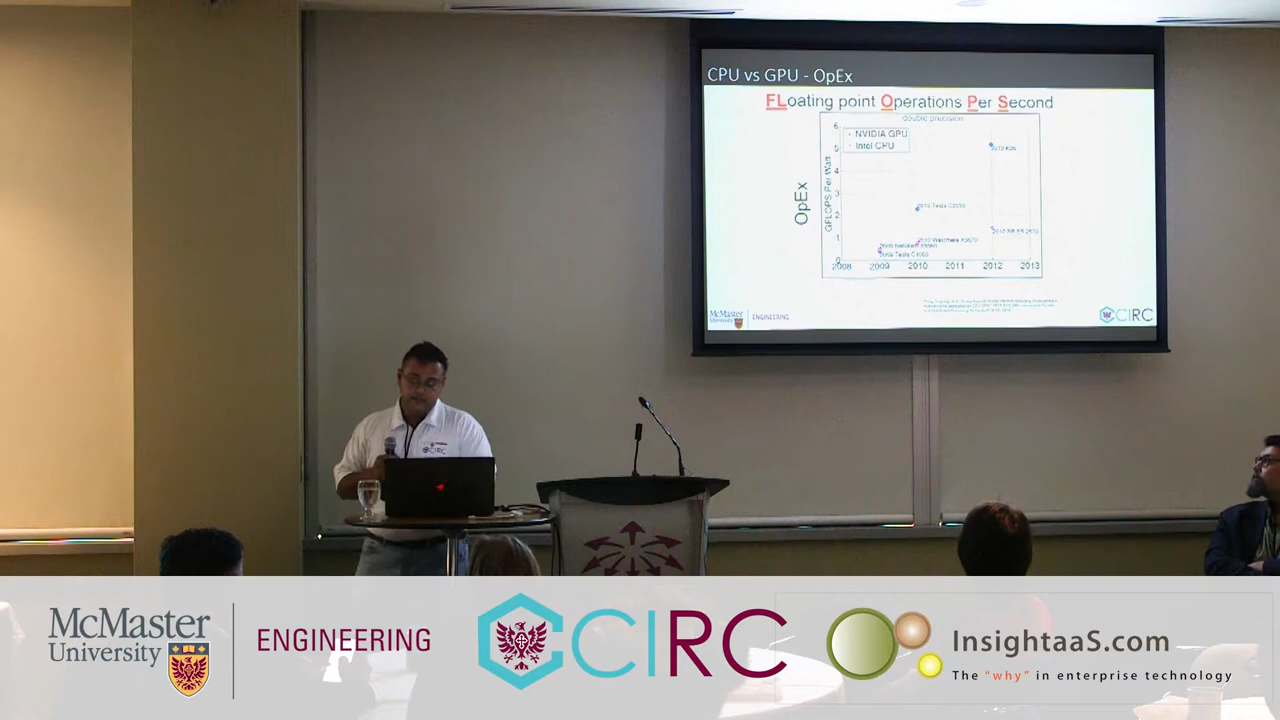 CPU vs GPU - OpEx
FLoating point Operations Per Second
double precision
NVIDIA GPU
Intel CPU
OpEx
GFLOPS Per Watt
6
5
4
3
2
1
0
2008 2009 2010 2011 2012 2013
McMaster
University
ENGINEERING
CIRC
CIRC
McMaster
University
ENGINEERING
CIRC
InsightaaS.com
The "why" in enterprise technology